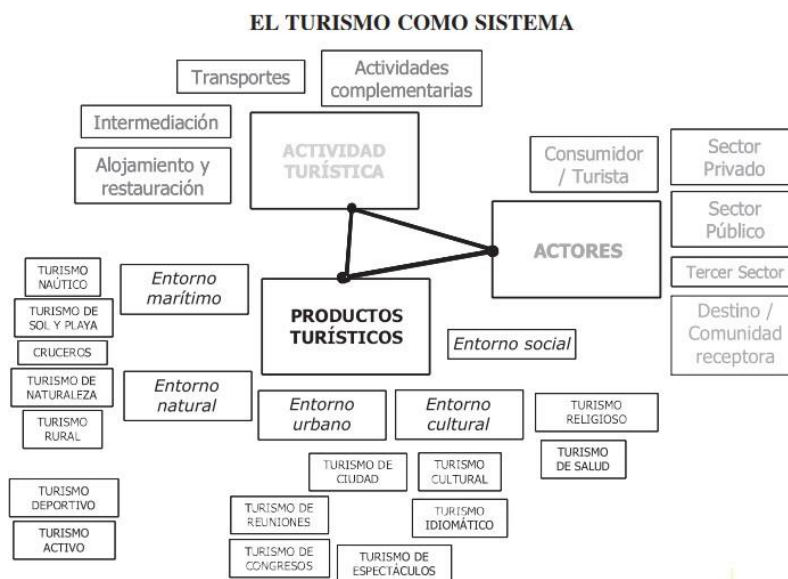 EL TURISMO COMO SISTEMA
Transportes
Actividades
complementarias
Intermediación
Alojamiento y
restauración
ACTIVIDAD
TURÍSTICA
Consumidor
/ Turista
Sector
Privado
Sector
Público
Tercer Sector
Destino /
Comunidad
receptora
ACTORES
PRODUCTOS
TURÍSTICOS
Entorno
marítimo
Entorno
natural
Entorno
urbano
Entorno
cultural
Entorno social
TURISMO
NAÚTICO
TURISMO DE
SOL Y PLAYA
CRUCEROS
TURISMO DE
NATURALEZA
TURISMO
RURAL
TURISMO
DEPORTIVO
TURISMO
ACTIVO
TURISMO DE
CIUDAD
TURISMO DE
REUNIONES
TURISMO DE
CONGRESOS
TURISMO DE
ESPECTÁCULOS
TURISMO
CULTURAL
TURISMO
IDIOMÁTICO
TURISMO
RELIGIOSO
TURISMO
DE SALUD